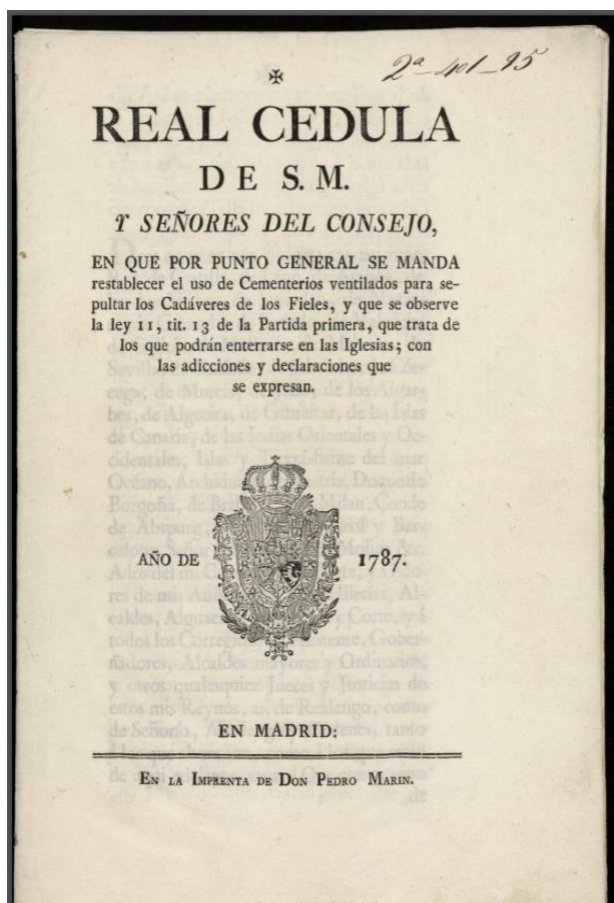 2ª-401-15
REAL CEDULA
DE S. M.
Y SEÑORES DEL CONSEJO,
EN QUE POR PUNTO GENERAL SE MANDA
restablecer el uso de Cementerios ventilados para se-
pultar los Cadáveres de los Fieles, y que se observe
la ley 11, tit. 13 de la Partida primera, que trata de
los que podrán enterrarse en las Iglesias; con
las adicciones y declaraciones que
se expresan.
AÑO DE 1787.
EN MADRID:
EN LA IMPRENTA DE DON PEDRO MARIN.